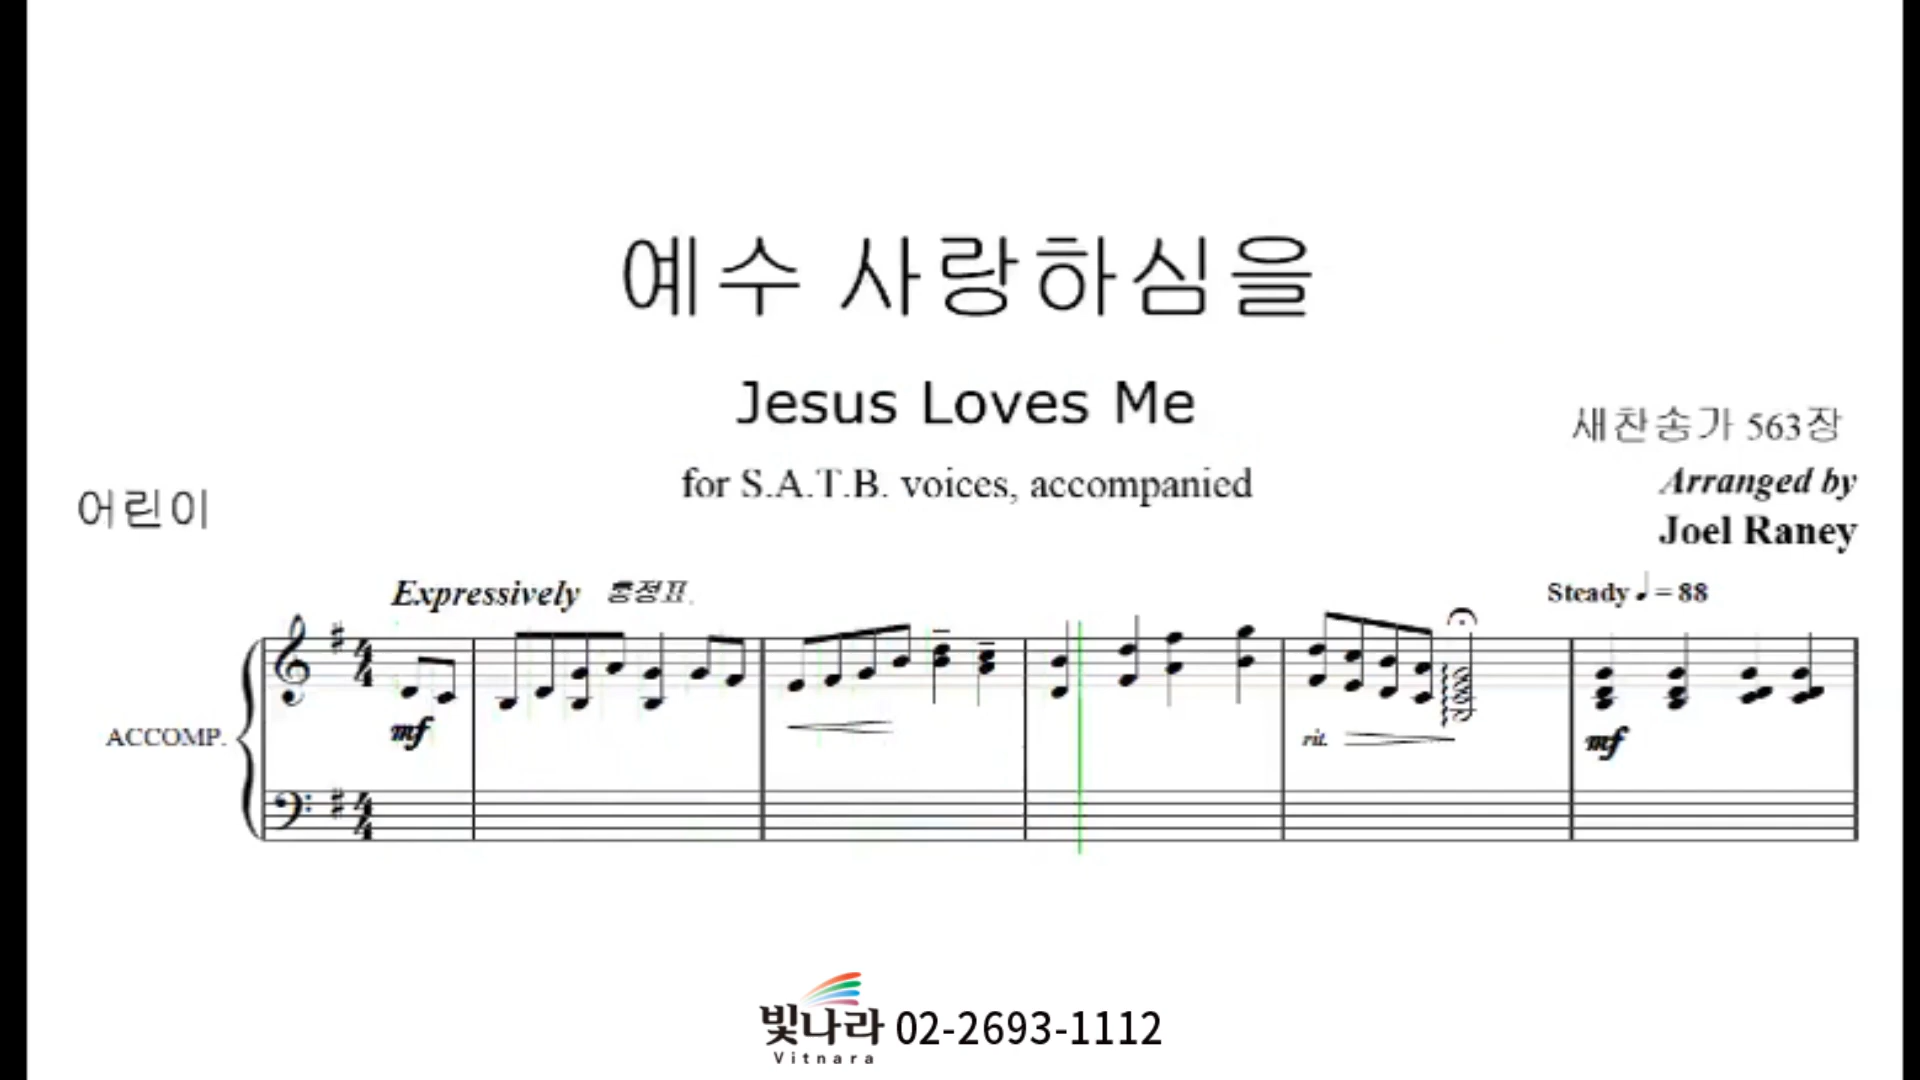 예수 사랑하심을
Jesus Loves Me
새찬송가 563장
for S.A.T.B. voices, accompanied
Arranged by
어린이
Joel Raney
Expressively
Steady ♩ = 88
ACCOMP.
mf
rit.
mf
빛나라 02-2693-1112
Vitnara